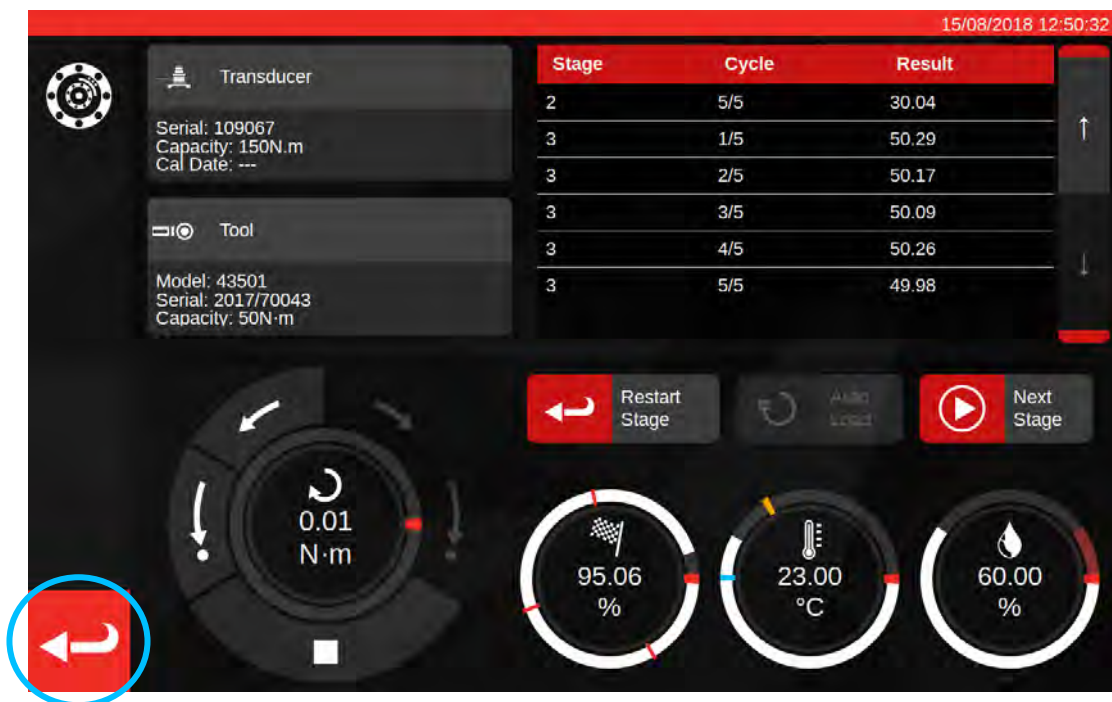 15/08/2018 12:50:32
Transducer
Serial: 109067
Capacity: 150N.m
Cal Date: ---
Tool
Model: 43501
Serial: 2017/70043
Capacity: 50N·m
Stage Cycle Result
2 5/5 30.04
3 1/5 50.29
3 2/5 50.17
3 3/5 50.09
3 4/5 50.26
3 5/5 49.98
Restart
Stage
Auto
Load
Next
Stage
0.01
N·m
95.06
%
23.00
°C
60.00
%